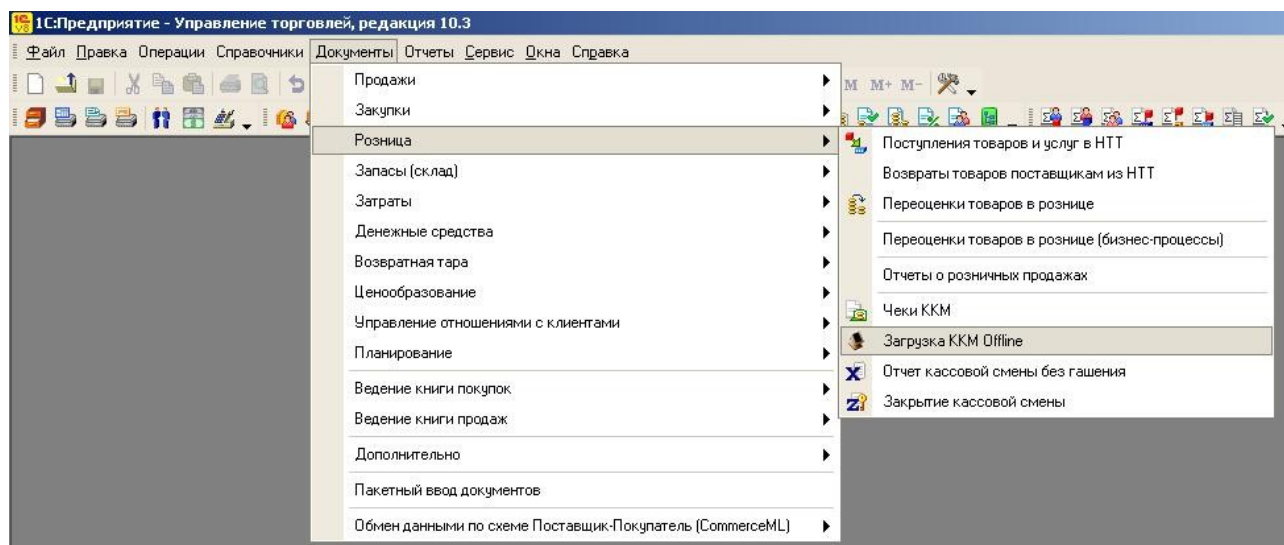 1С:Предприятие - Управление торговлей, редакция 10.3
Файл Правка Операции Справочники Документы Отчеты Сервис Окна Справка
M M+ M-
Продажи
Закупки
Розница
Запасы (склад)
Затраты
Денежные средства
Возвратная тара
Ценообразование
Управление отношениями с клиентами
Планирование
Ведение книги покупок
Ведение книги продаж
Дополнительно
Пакетный ввод документов
Обмен данными по схеме Поставщик-Покупатель (CommerceML)
Поступления товаров и услуг в НТТ
Возвраты товаров поставщикам из НТТ
Переоценки товаров в рознице
Переоценки товаров в рознице (бизнес-процессы)
Отчеты о розничных продажах
Чеки ККМ
Загрузка ККМ Offline
Отчет кассовой смены без гашения
Закрытие кассовой смены